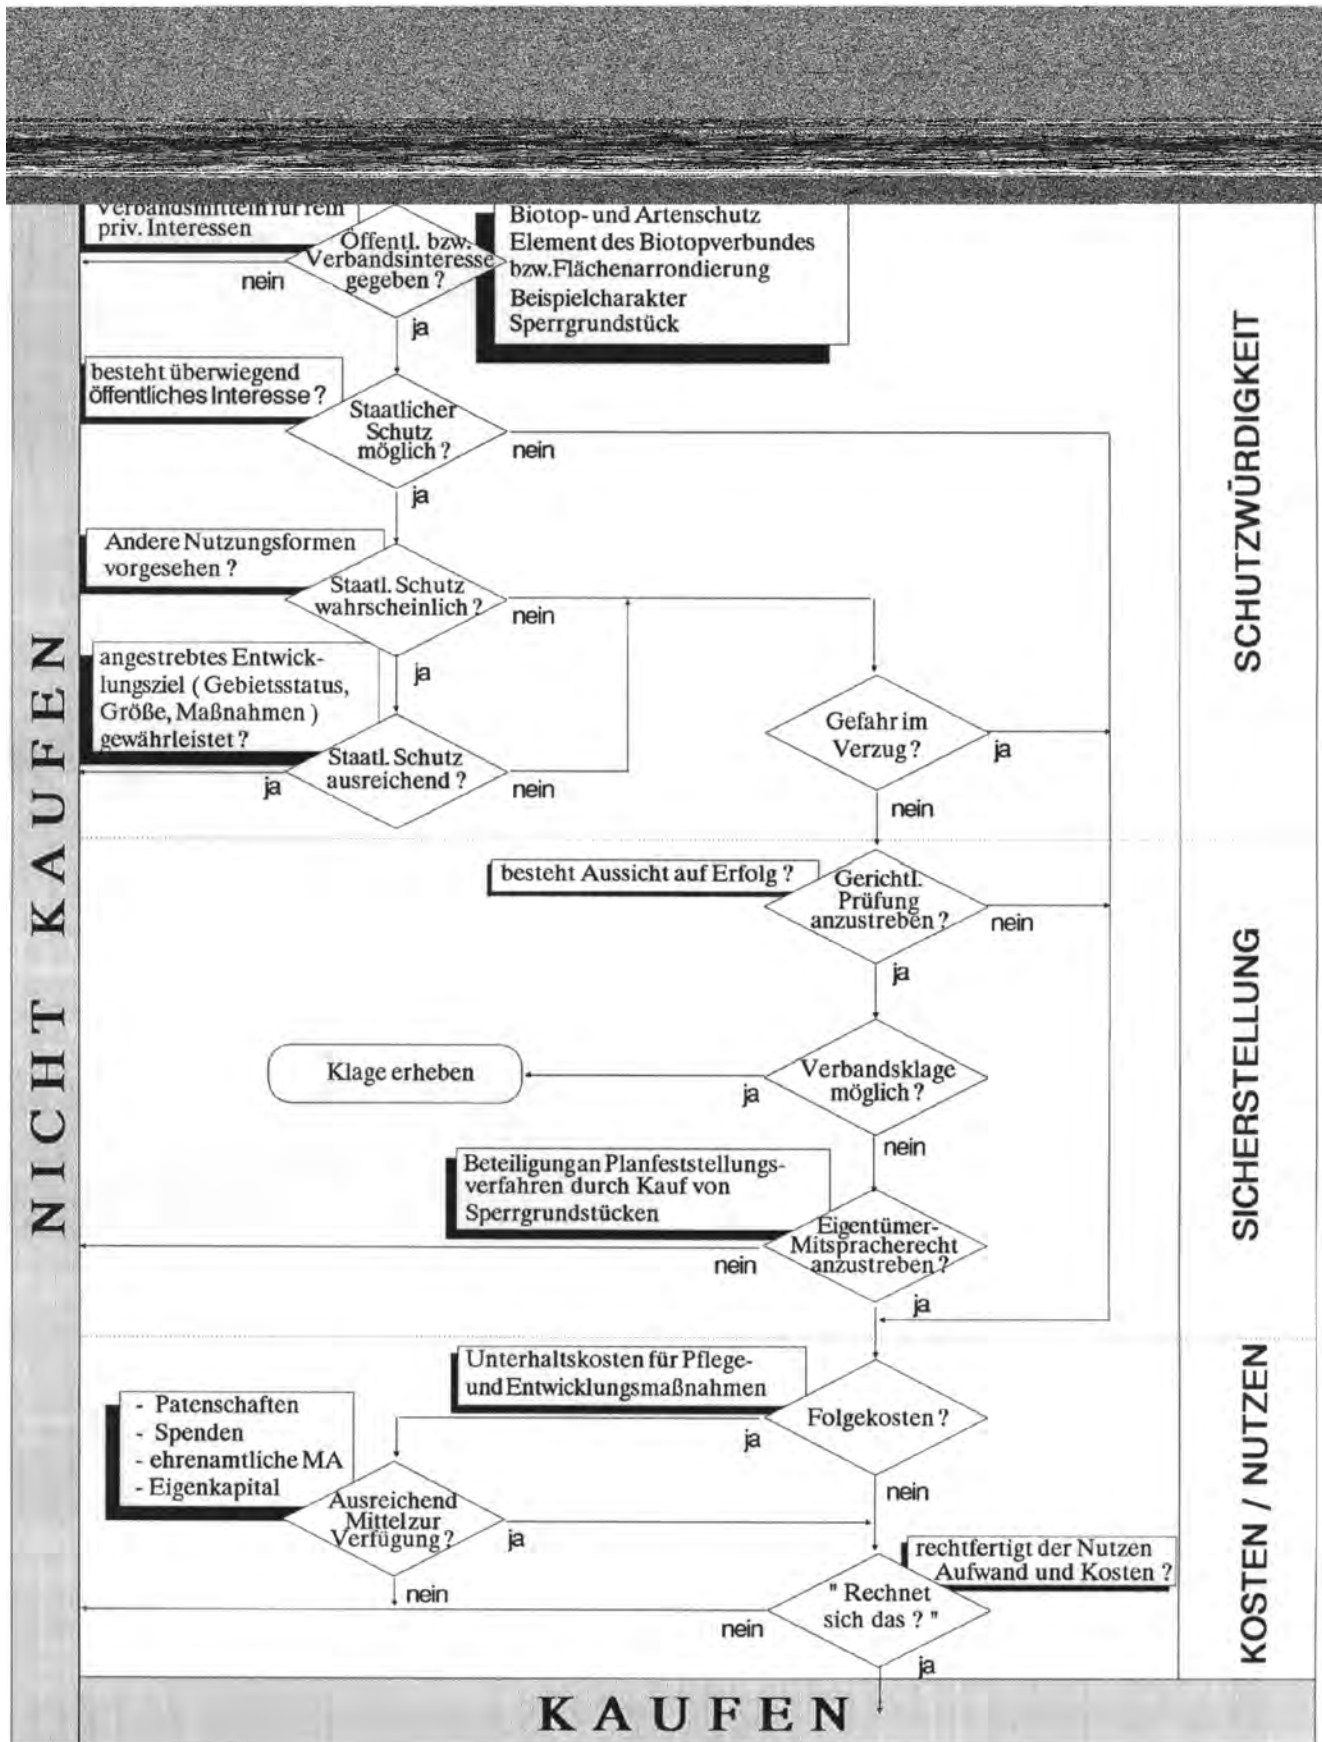 Verbandsmitteln für rein
priv. Interessen
Öffentl. bzw.
Verbandsinteresse
gegeben ?
nein
ja
Biotop- und Artenschutz
Element des Biotopverbundes
bzw.Flächenarrondierung
Beispielcharakter
Sperrgrundstück
besteht überwiegend
öffentliches Interesse ?
Staatlicher
Schutz
möglich ?
nein
ja
Andere Nutzungsformen
vorgesehen ?
Staatl. Schutz
wahrscheinlich ?
nein
ja
angestrebtes Entwick-
lungsziel ( Gebietsstatus,
Größe, Maßnahmen )
gewährleistet ?
Staatl. Schutz
ausreichend ?
ja
nein
Gefahr im
Verzug ?
ja
nein
SCHUTZWÜRDIGKEIT
NICHT KAUFEN
besteht Aussicht auf Erfolg ?
Gerichtl.
Prüfung
anzustreben ?
nein
ja
Klage erheben
Verbandsklage
möglich ?
ja
nein
Beteiligung an Planfeststellungs-
verfahren durch Kauf von
Sperrgrundstücken
Eigentümer-
Mitspracherecht
anzustreben ?
nein
ja
SICHERSTELLUNG
Unterhaltskosten für Pflege-
und Entwicklungsmaßnahmen
Folgekosten ?
ja
nein
- Patenschaften
- Spenden
- ehrenamtliche MA
- Eigenkapital
Ausreichend
Mittel zur
Verfügung ?
ja
nein
rechtfertigt der Nutzen
Aufwand und Kosten ?
" Rechnet
sich das ? "
nein
ja
KOSTEN / NUTZEN
KAUFEN